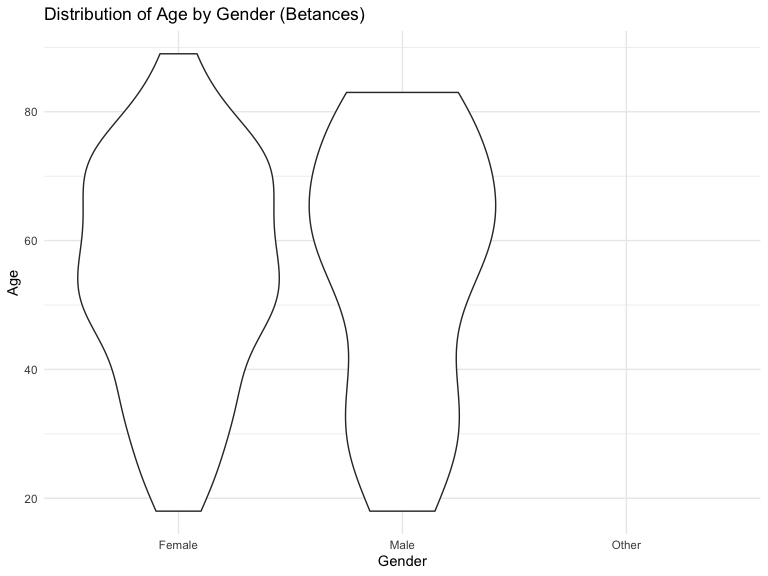 Distribution of Age by Gender (Betances)
80
60
40
20
Age
Female
Male
Other
Gender